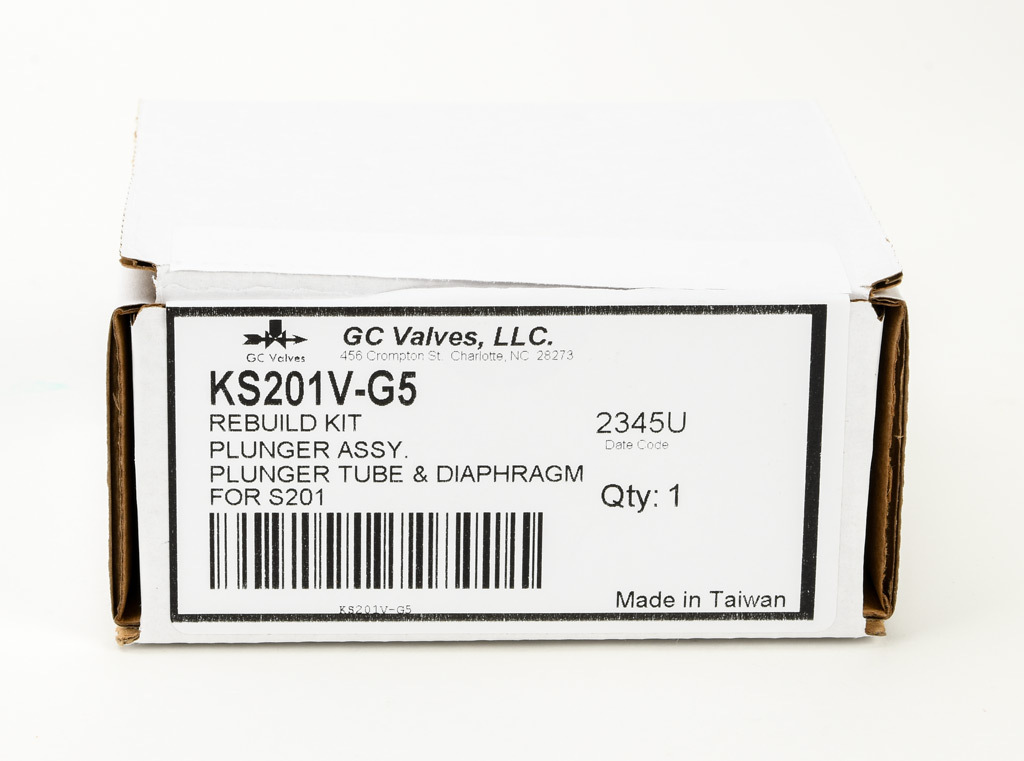 GC Valves
GC Valves, LLC.
456 Crompton St. Charlotte, NC 28273
KS201V-G5
REBUILD KIT
PLUNGER ASSY.
PLUNGER TUBE & DIAPHRAGM
FOR S201
2345U
Date Code
Qty: 1
KS201V-G5
Made in Taiwan